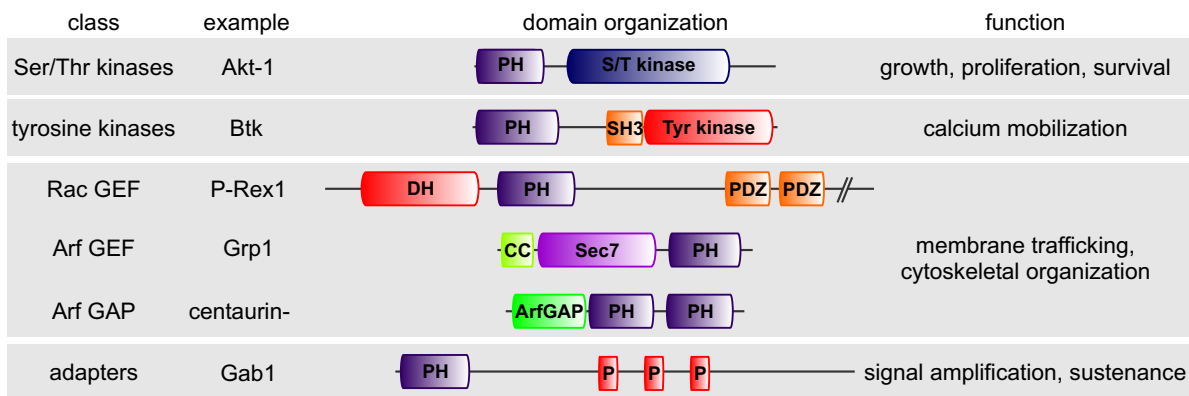 class example domain organization function
Ser/Thr kinases Akt-1 PH S/T kinase growth, proliferation, survival
tyrosine kinases Btk PH SH3 Tyr kinase calcium mobilization
Rac GEF P-Rex1 DH PH PDZ PDZ //
Arf GEF Grp1 CC Sec7 PH membrane trafficking,
cytoskeletal organization
Arf GAP centaurin- ArfGAP PH PH
adapters Gab1 PH P P P signal amplification, sustenance